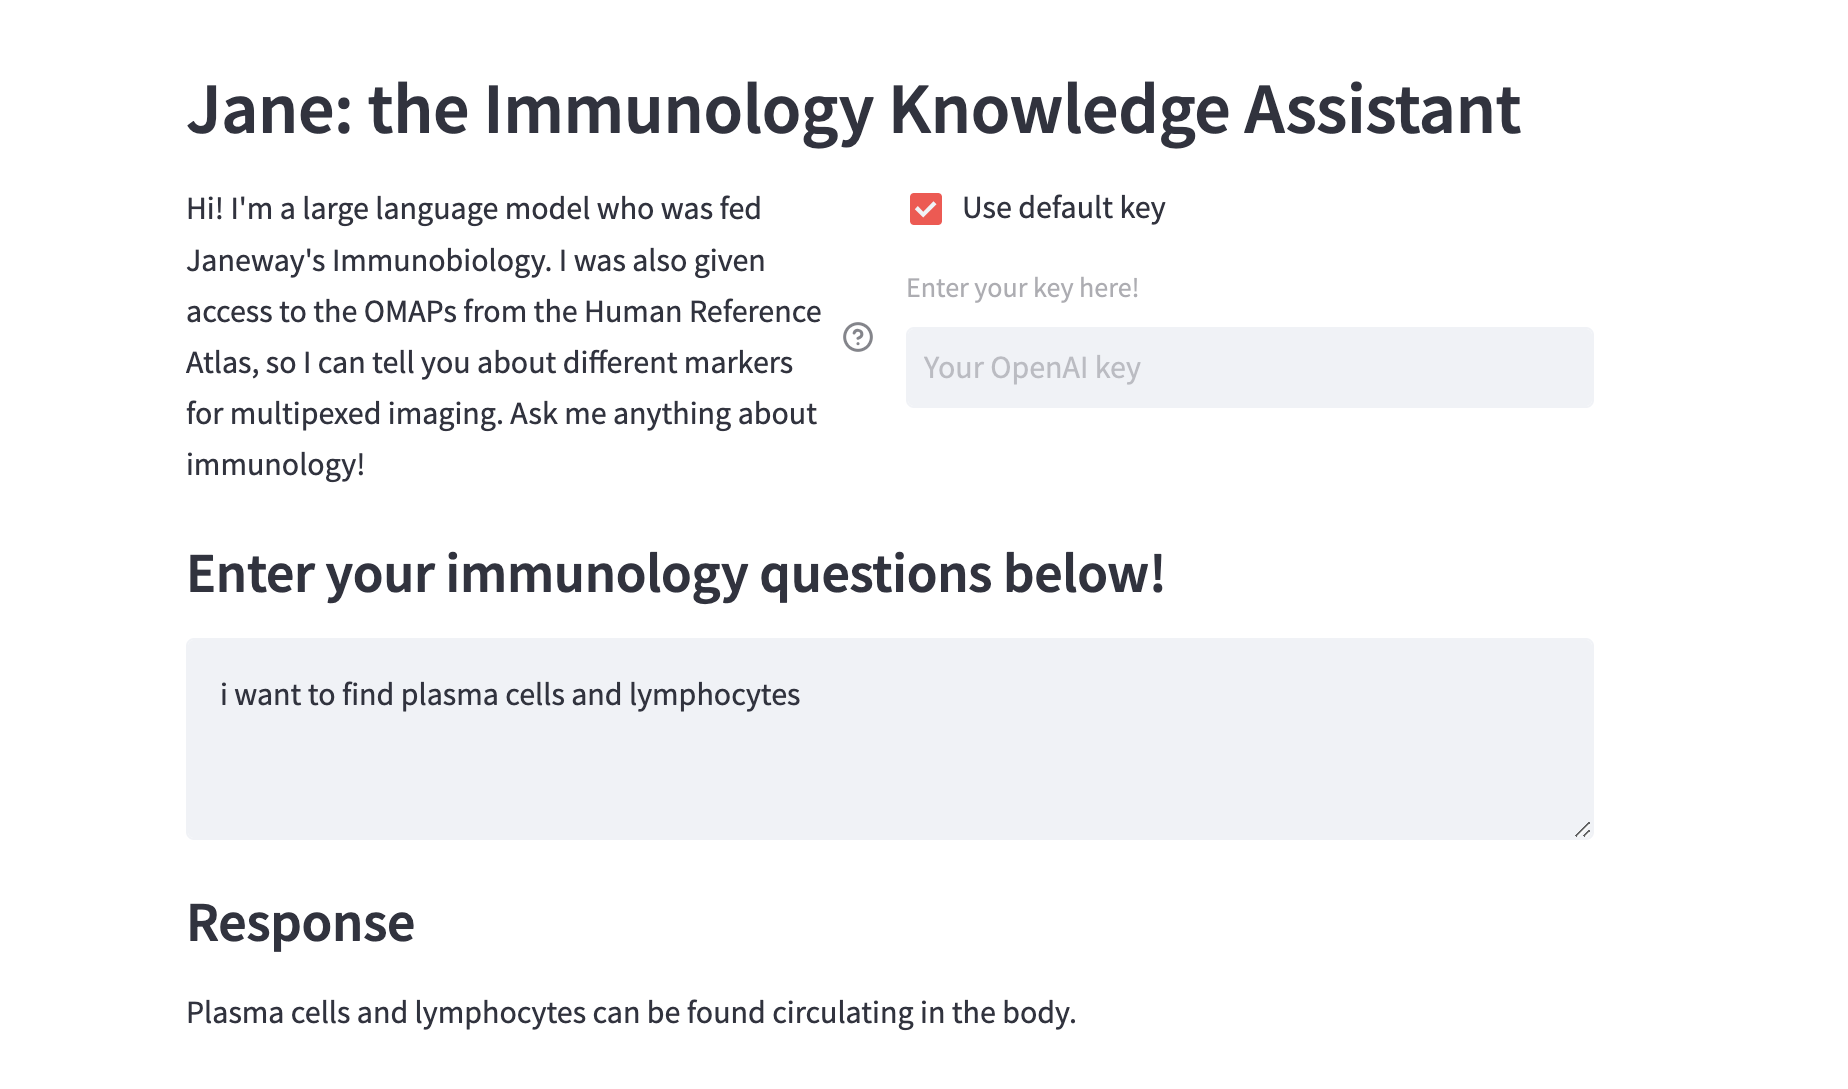 Jane: the Immunology Knowledge Assistant
Hi! I'm a large language model who was fed
Janeway's Immunobiology. I was also given
access to the OMAPs from the Human Reference
Atlas, so I can tell you about different markers
for multipexed imaging. Ask me anything about
immunology!
Use default key
Enter your key here!
Your OpenAI key
Enter your immunology questions below!
i want to find plasma cells and lymphocytes
Response
Plasma cells and lymphocytes can be found circulating in the body.